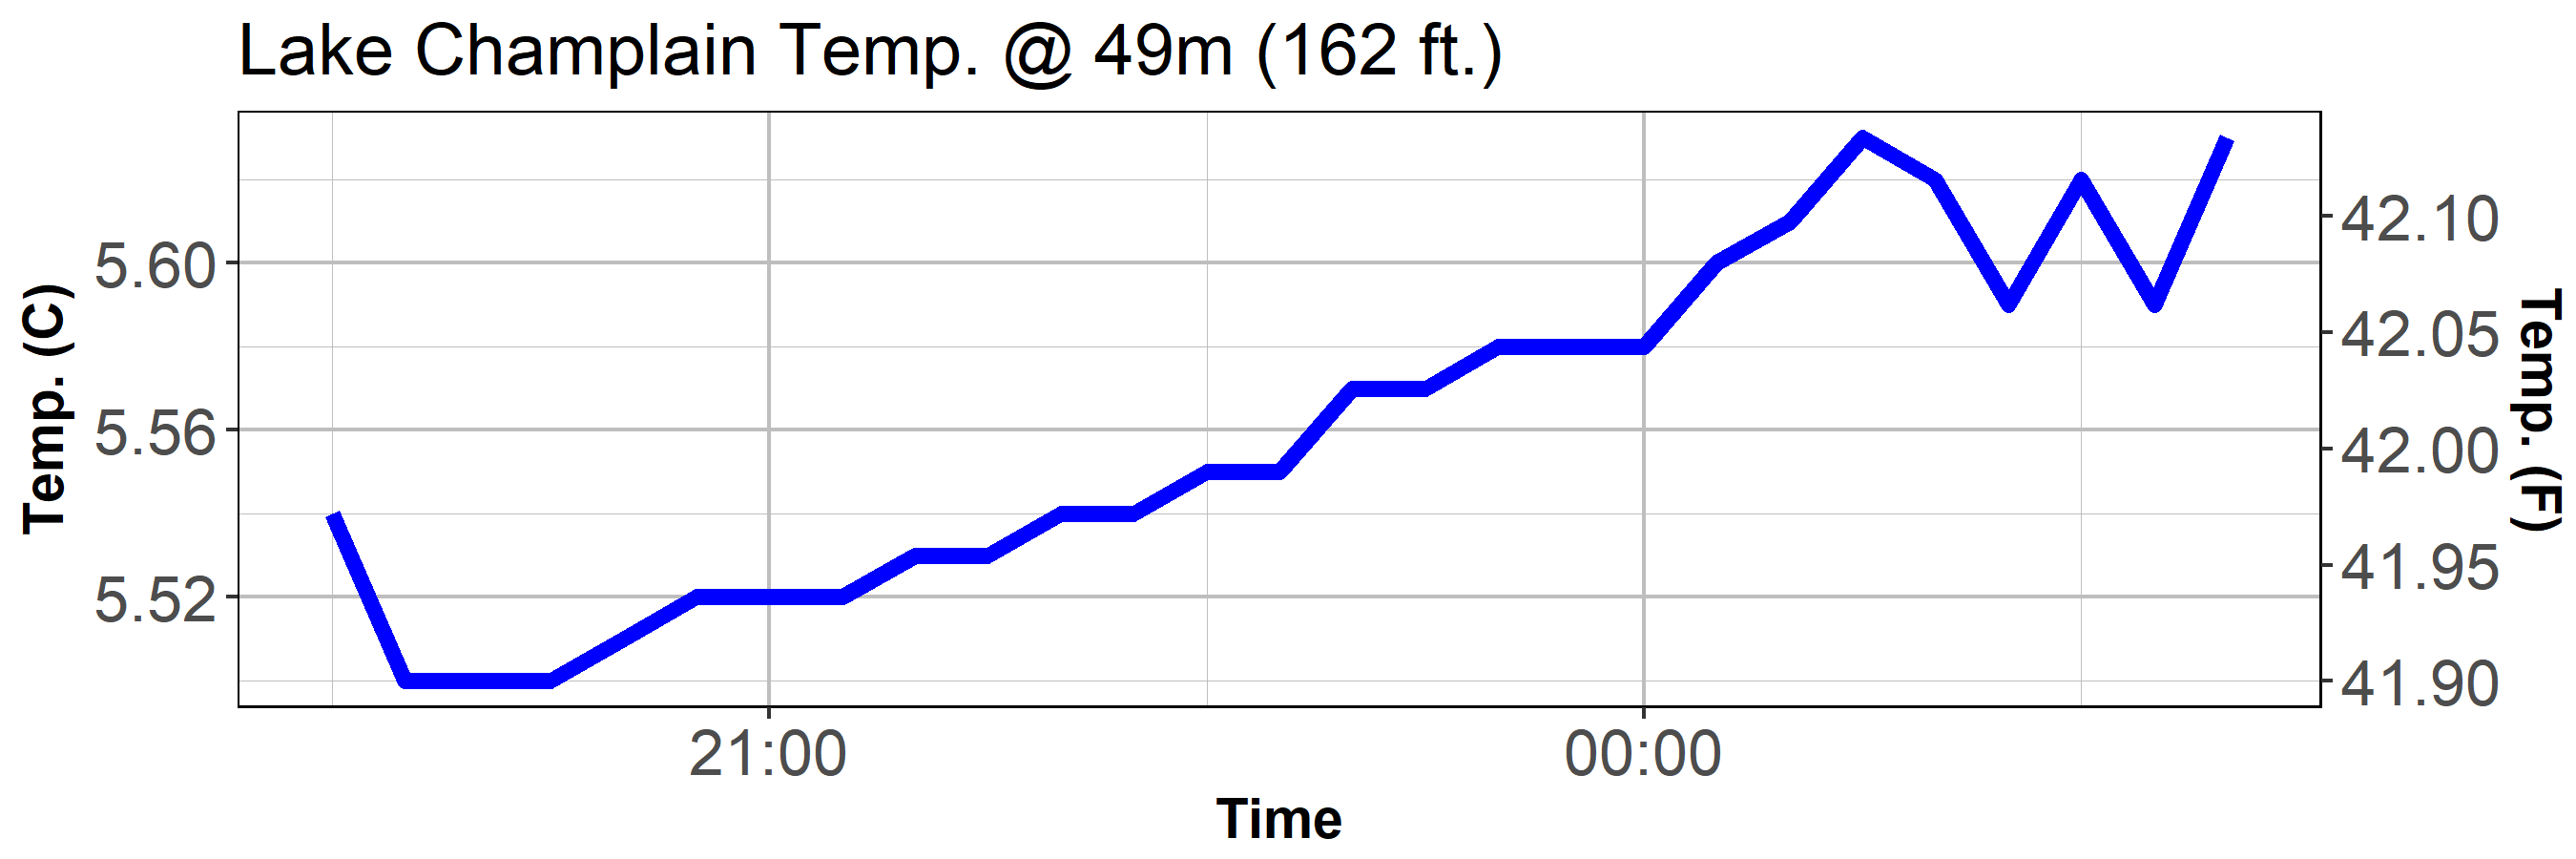 Lake Champlain Temp. @ 49m (162 ft.)
Temp. (C)
5.60
5.56
5.52
42.10
42.05
42.00
41.95
41.90
Temp. (F)
21:00
00:00
Time